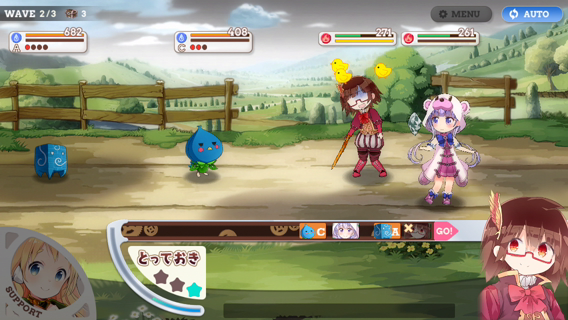 WAVE 2/3 3
MENU
AUTO
682
A
408
C
271
261
C
A
GO!
とっておき
SUPPORT